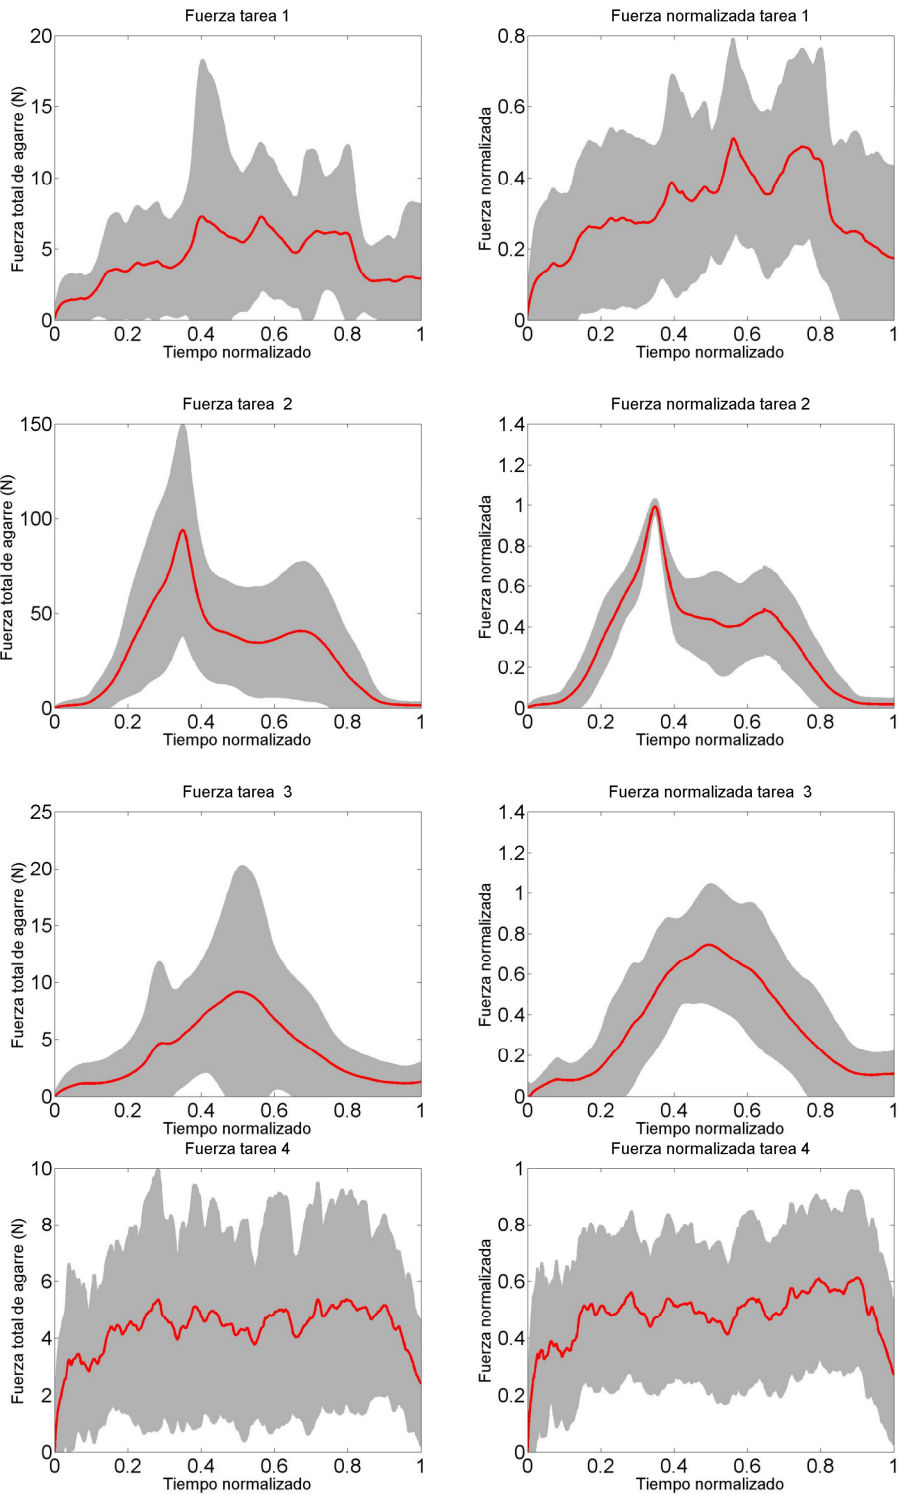 Fuerza tarea 1
Fuerza total de agarre (N)
20
15
10
5
0
0 0.2 0.4 0.6 0.8 1
Tiempo normalizado
Fuerza normalizada tarea 1
Fuerza normalizada
0.8
0.6
0.4
0.2
0
0 0.2 0.4 0.6 0.8 1
Tiempo normalizado
Fuerza tarea 2
Fuerza total de agarre (N)
150
100
50
0
0 0.2 0.4 0.6 0.8 1
Tiempo normalizado
Fuerza normalizada tarea 2
Fuerza normalizada
1.4
1.2
1
0.8
0.6
0.4
0.2
0
0 0.2 0.4 0.6 0.8 1
Tiempo normalizado
Fuerza tarea 3
Fuerza total de agarre (N)
25
20
15
10
5
0
0 0.2 0.4 0.6 0.8 1
Tiempo normalizado
Fuerza normalizada tarea 3
Fuerza normalizada
1.4
1.2
1
0.8
0.6
0.4
0.2
0
0 0.2 0.4 0.6 0.8 1
Tiempo normalizado
Fuerza tarea 4
Fuerza total de agarre (N)
10
8
6
4
2
0
0 0.2 0.4 0.6 0.8 1
Tiempo normalizado
Fuerza normalizada tarea 4
Fuerza normalizada
1
0.8
0.6
0.4
0.2
0
0 0.2 0.4 0.6 0.8 1
Tiempo normalizado